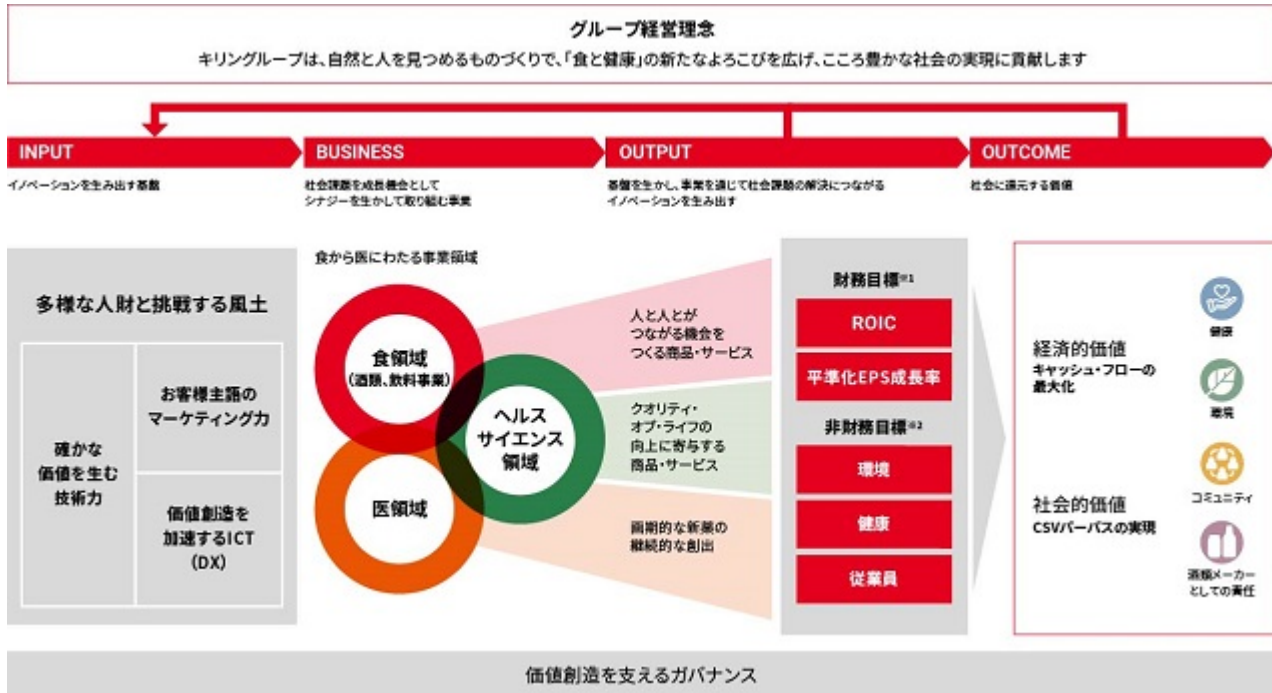 グループ経営理念
キリングループは、自然と人を見つめるものづくりで、「食と健康」の新たなよろこびを広げ、こころ豊かな社会の実現に貢献します
INPUT
BUSINESS
OUTPUT
OUTCOME
イノベーションを生み出す基盤
社会課題を成長機会として
シナジーを生かして取り組む事業
基盤を生かし、事業を通じて社会課題の解決につながる
イノベーションを生み出す
社会に還元する価値
多様な人財と挑戦する風土
確かな
価値を生む
技術力
お客様主語の
マーケティング力
価値創造を
加速するICT
(DX)
食から医にわたる事業領域
食領域
(酒類、飲料事業)
ヘルス
サイエンス
領域
医領域
人と人とが
つながる機会を
つくる商品・サービス
クオリティ・
オブ・ライフの
向上に寄与する
商品・サービス
画期的な新薬の
継続的な創出
財務目標※1
ROIC
平準化EPS成長率
非財務目標※2
環境
健康
従業員
経済的価値
キャッシュ・フローの
最大化
社会的価値
CSVパーパスの実現
健康
環境
コミュニティ
酒類メーカー
としての責任
価値創造を支えるガバナンス